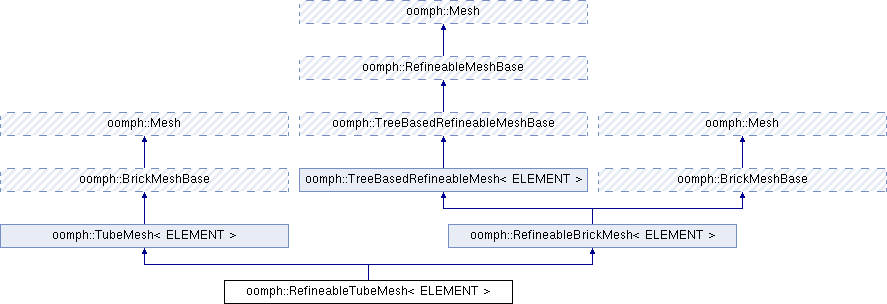 oomph::Mesh
oomph::RefineableMeshBase
oomph::Mesh
oomph::TreeBasedRefineableMeshBase
oomph::Mesh
oomph::BrickMeshBase
oomph::TreeBasedRefineableMesh< ELEMENT >
oomph::BrickMeshBase
oomph::TubeMesh< ELEMENT >
oomph::RefineableBrickMesh< ELEMENT >
oomph::RefineableTubeMesh< ELEMENT >